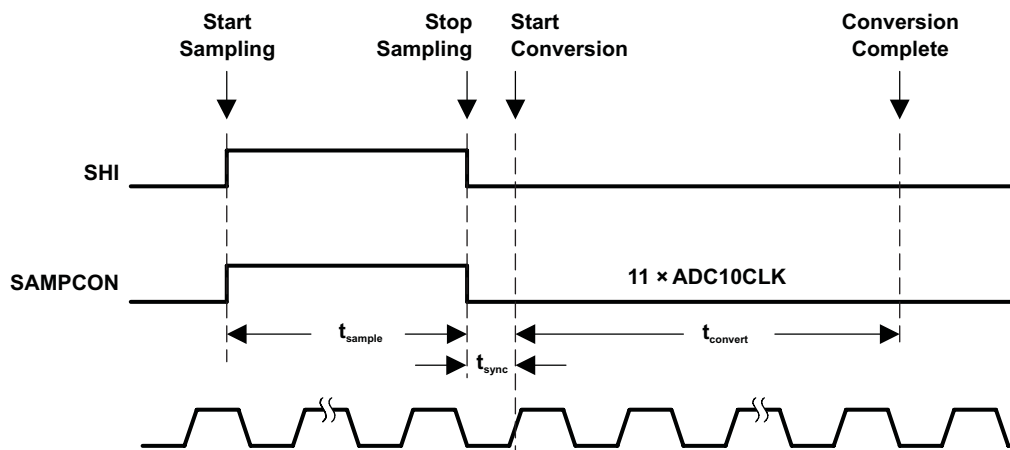 Start
Sampling
Stop
Sampling
Start
Conversion
Conversion
Complete
SHI
SAMPCON
11 × ADC10CLK
tsample
tconvert
tsync